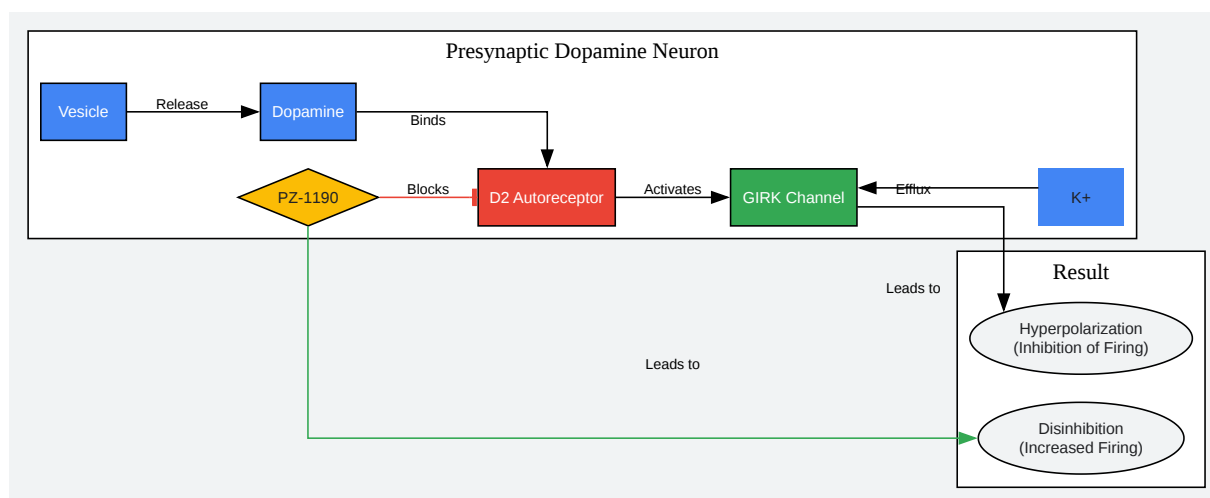 Presynaptic Dopamine Neuron
Vesicle
Release
Dopamine
Binds
PZ-1190
Blocks
D2 Autoreceptor
Activates
GIRK Channel
Efflux
K+
Result
Leads to
Hyperpolarization
(Inhibition of Firing)
Leads to
Disinhibition
(Increased Firing)